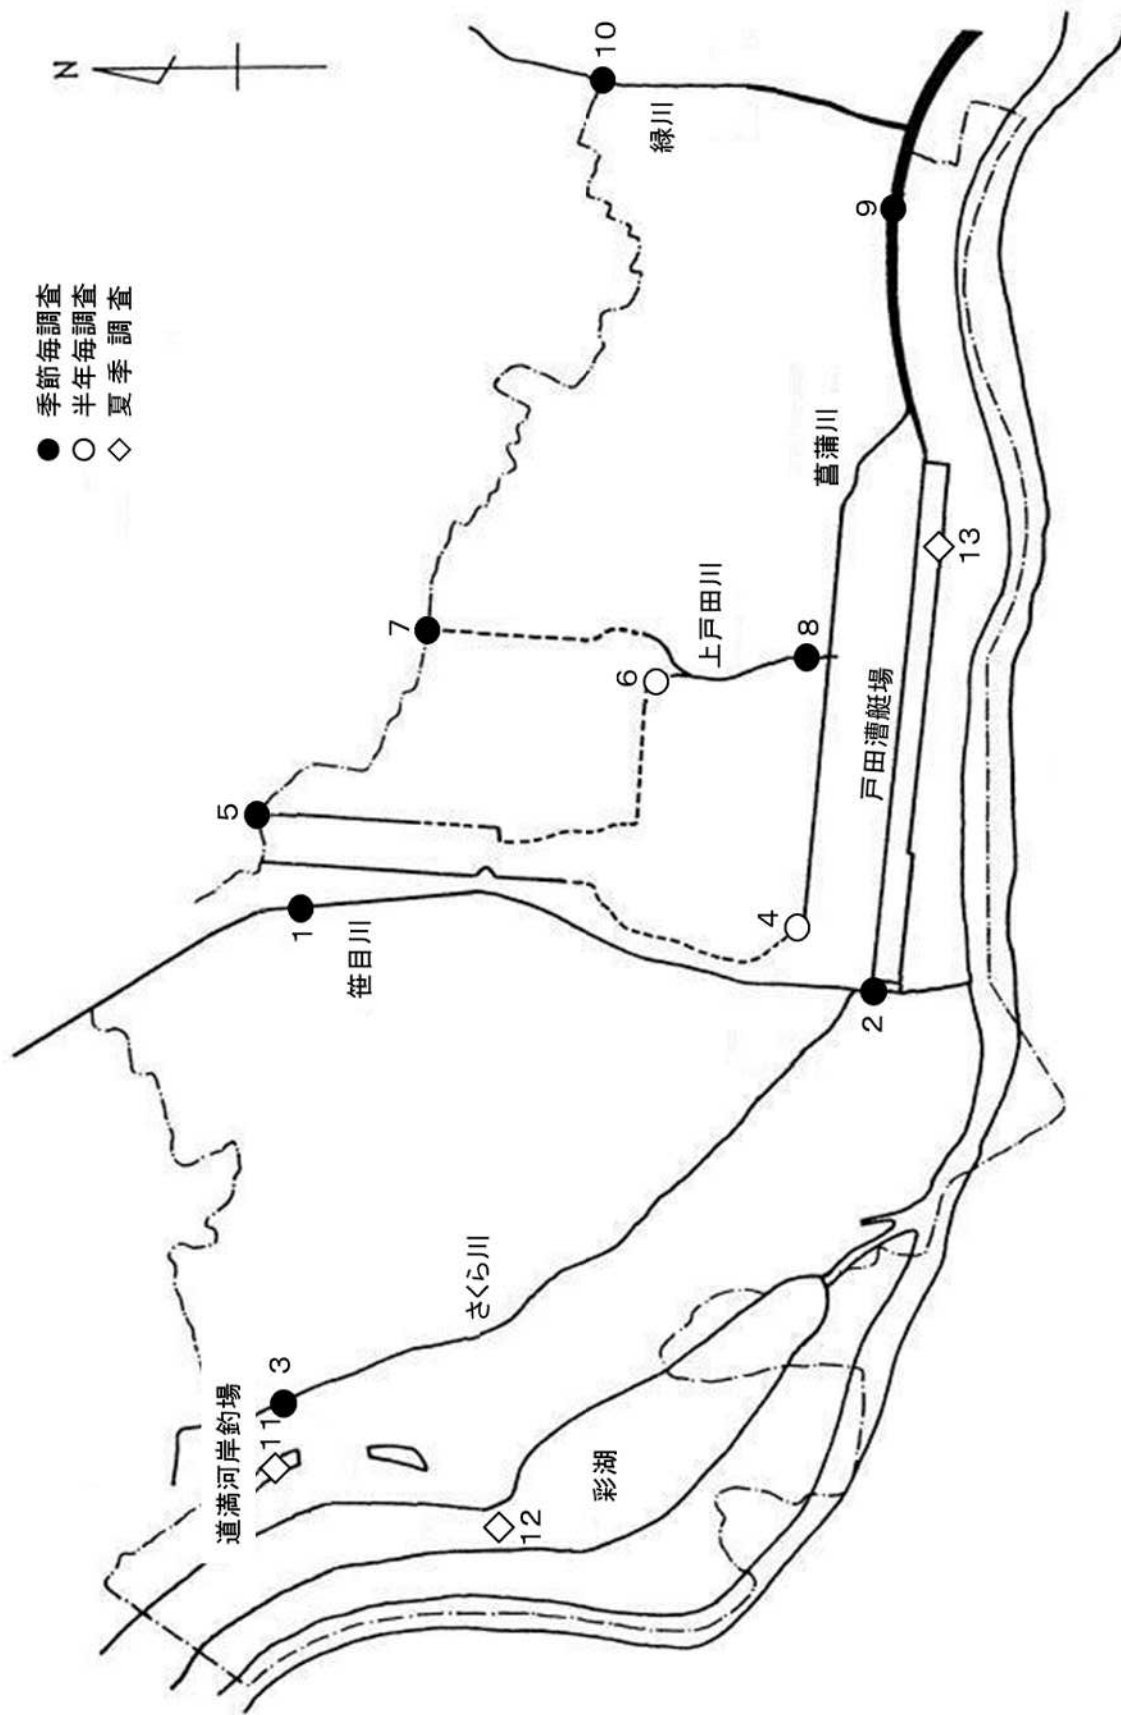 N
● 季節毎調査
○ 半年毎調査
◇ 夏季調査
道満河岸釣場
11
3
12
彩湖
さくら川
1
笹目川
2
5
4
7
6
上戸田川
8
戸田漕艇場
13
菖蒲川
9
10
緑川